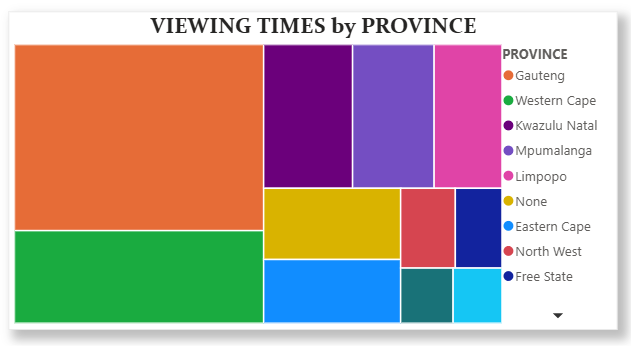 VIEWING TIMES by PROVINCE
PROVINCE
Gauteng
Western Cape
Kwazulu Natal
Mpumalanga
Limpopo
None
Eastern Cape
North West
Free State